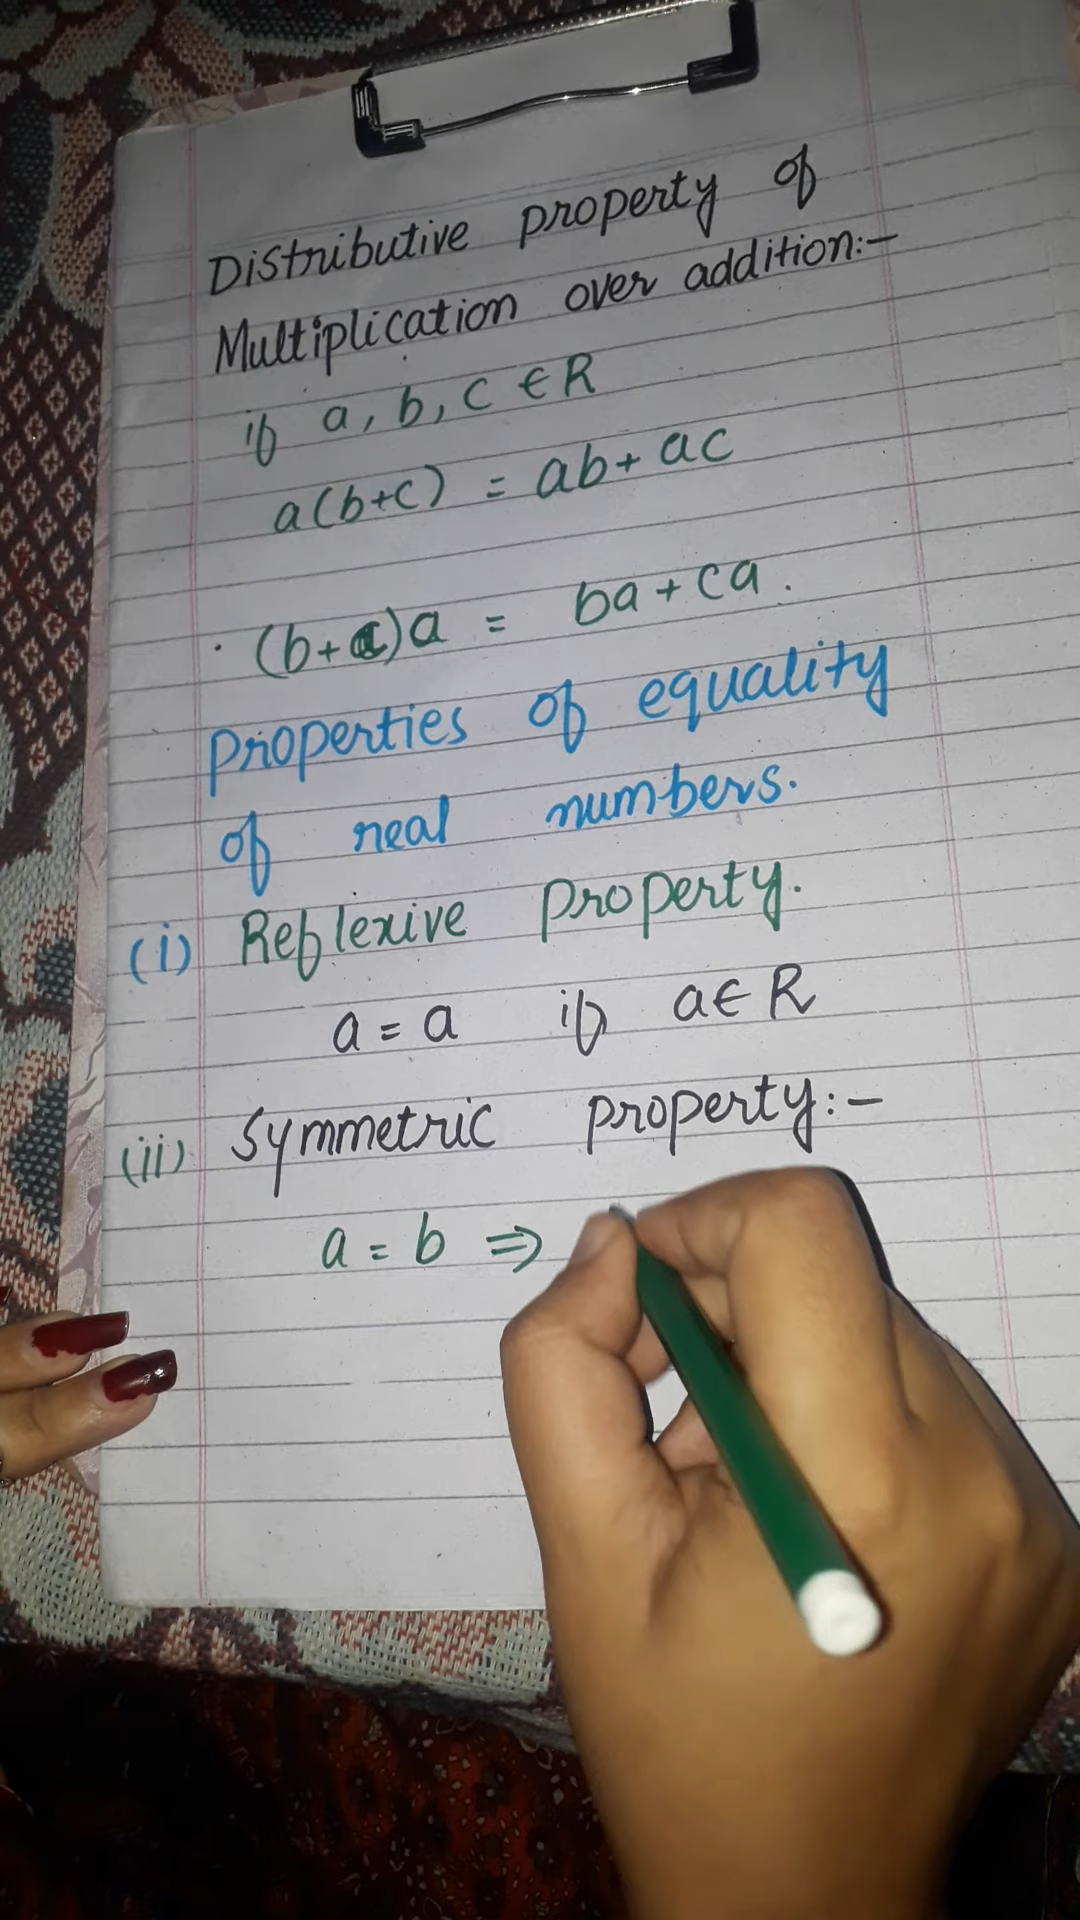 Distributive property of
Multiplication over addition:-
if a, b, c ∈ R
a(b+c) = ab+ ac
. (b+c)a = ba + ca.
properties of equality
of real numbers.
(i) Reflexive property.
a = a if a ∈ R
(ii) Symmetric property:-
a = b ⇒